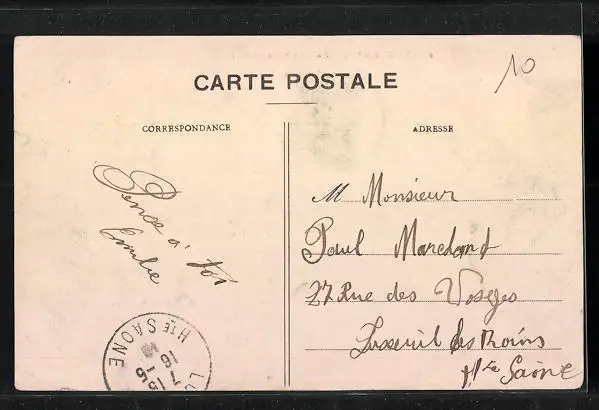 10
CARTE POSTALE
CORRESPONDANCE
ADRESSE
Pense à toi
Emilie
M Monsieur
Paul Marchand
27 Rue des Vosges
Luxeuil les Bains
Hte Saône
HTE SAONE